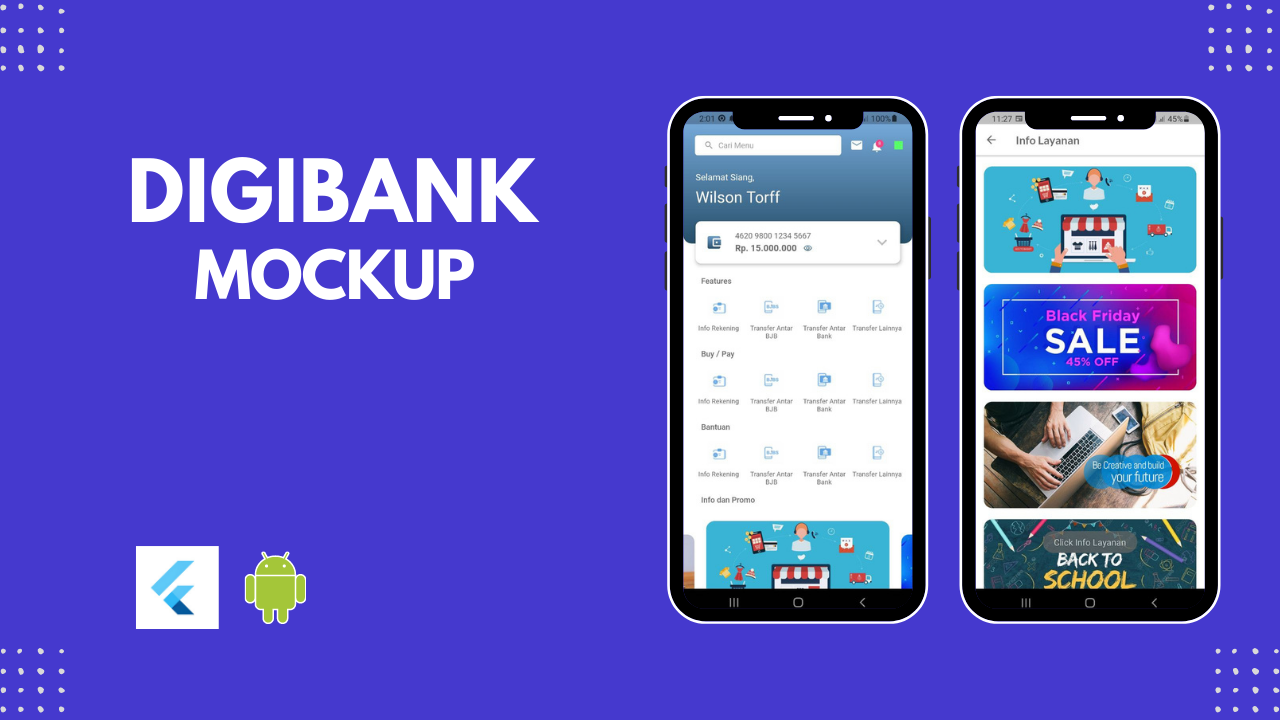 DIGIBANK
MOCKUP
2:01
100%
Cari Menu
Selamat Siang,
Wilson Torff
4620 9800 1234 5667
Rp. 15.000.000
Features
Info Rekening
Transfer Antar BJB
Transfer Antar Bank
Transfer Lainnya
Buy / Pay
Info Rekening
Transfer Antar BJB
Transfer Antar Bank
Transfer Lainnya
Bantuan
Info Rekening
Transfer Antar BJB
Transfer Antar Bank
Transfer Lainnya
Info dan Promo
11:27
45%
Info Layanan
Black Friday
SALE
45% OFF
Be Creative and build
your future
Click Info Layanan
BACK TO
SCHOOL